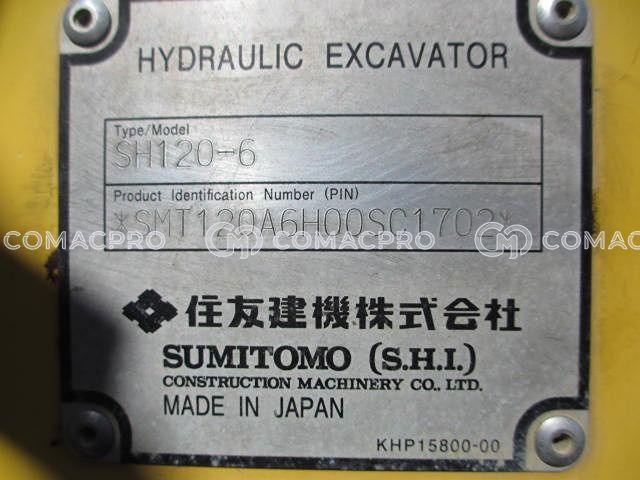 HYDRAULIC EXCAVATOR
Type/Model
SH120-6
Product Identification Number (PIN)
*SMT120A6H00SC1702*
COMACPRO COMACPRO
住友建機株式会社
SUMITOMO (S.H.I.)
CONSTRUCTION MACHINERY CO., LTD.
MADE IN JAPAN
KHP15800-00